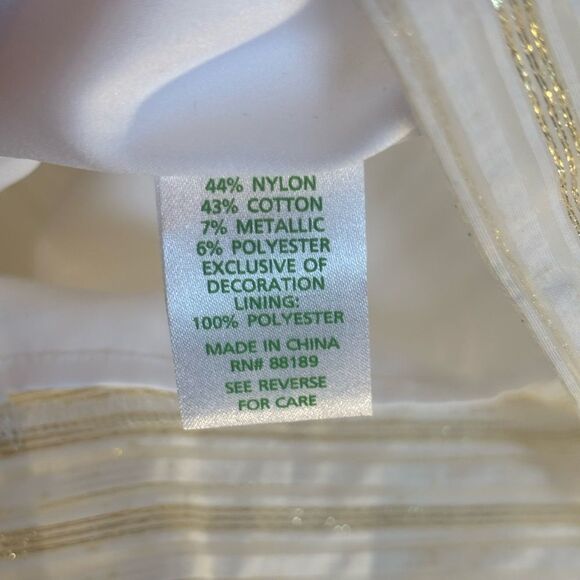 44% NYLON
43% COTTON
7% METALLIC
6% POLYESTER
EXCLUSIVE OF
DECORATION
LINING:
100% POLYESTER
MADE IN CHINA
RN# 88189
SEE REVERSE
FOR CARE